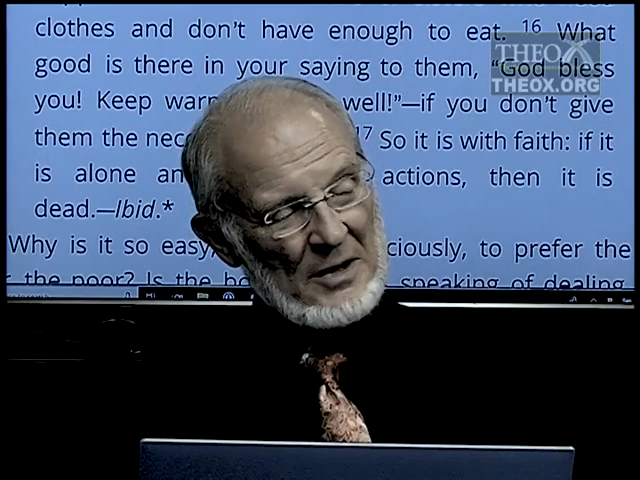 clothes and don't have enough to eat. 16 What
good is there in your saying to them, "God bless
you! Keep warm well!"—if you don't give
them the nec 17 So it is with faith: if it
is alone an actions, then it is
dead.—Ibid.*
Why is it so easy, ciously, to prefer the
the poor? Is the speaking of dealing
THEOX
THEOX.ORG